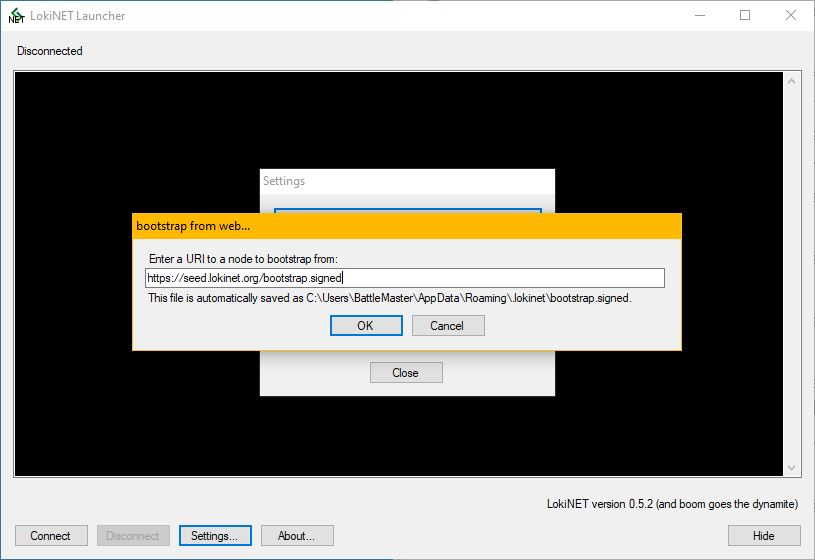 NET LokiNET Launcher
Disconnected
Settings
bootstrap from web...
Enter a URI to a node to bootstrap from:
https://seed.lokinet.org/bootstrap.signed
This file is automatically saved as C:\Users\BattleMaster\AppData\Roaming\.lokinet\bootstrap.signed.
OK Cancel
Close
LokiNET version 0.5.2 (and boom goes the dynamite)
Connect Disconnect Settings... About... Hide